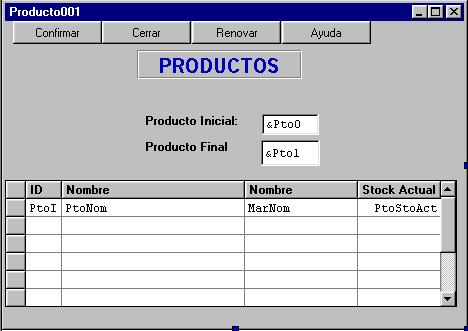 Producto001
Confirmar Cerrar Renovar Ayuda
PRODUCTOS
Producto Inicial: &Pto0
Producto Final &Pto1
ID Nombre Nombre Stock Actual
PtoI PtoNom MarNom PtoStoAct